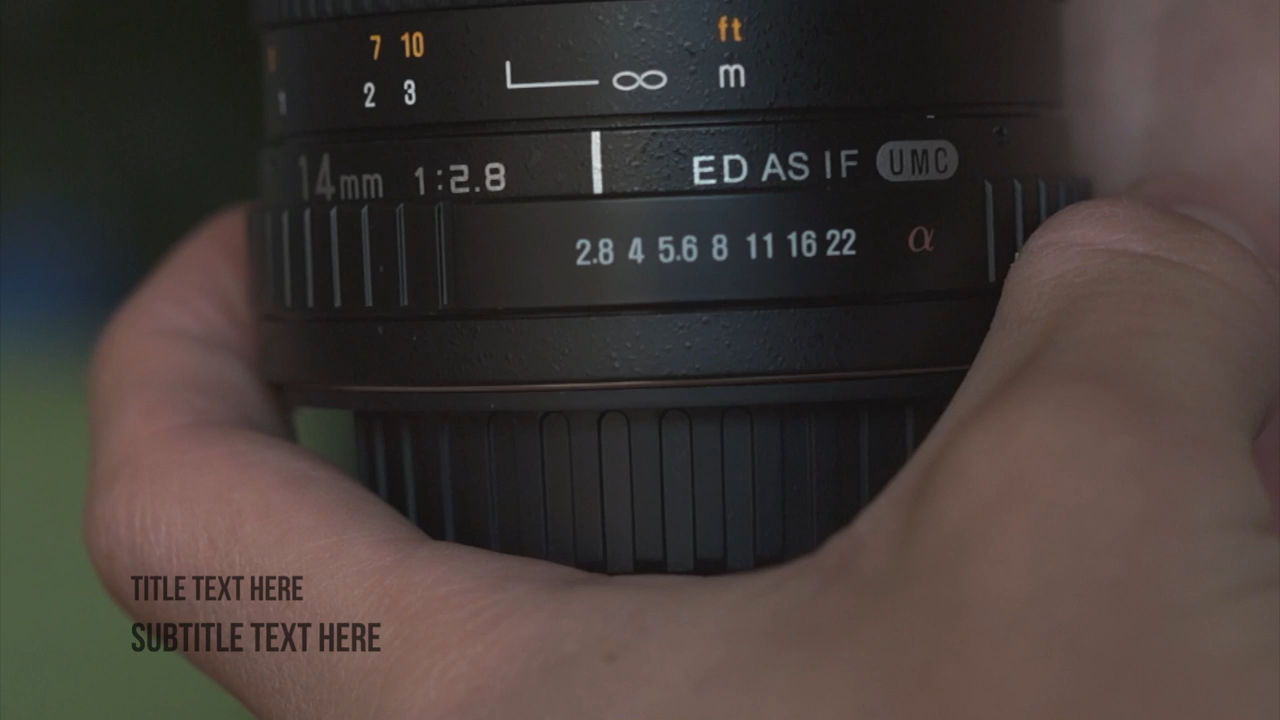 7 10 ft
2 3 ∞ m
14mm 1:2.8 ED AS IF UMC
2.8 4 5.6 8 11 16 22 α
TITLE TEXT HERE
SUBTITLE TEXT HERE